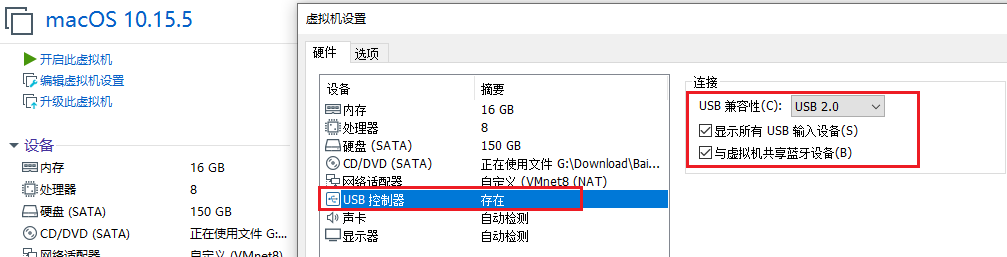 macOS 10.15.5
开启此虚拟机
编辑虚拟机设置
升级此虚拟机
设备
内存 16 GB
处理器 8
硬盘 (SATA) 150 GB
CD/DVD (SATA) 正在使用文件 G:...
网络适配器 自定义 (VMnet8)
虚拟机设置
硬件 选项
设备 摘要
内存 16 GB
处理器 8
硬盘 (SATA) 150 GB
CD/DVD (SATA) 正在使用文件 G:\Download\Bai...
网络适配器 自定义 (VMnet8 (NAT)
USB 控制器 存在
声卡 自动检测
显示器 自动检测
连接
USB 兼容性(C): USB 2.0
显示所有 USB 输入设备(S)
与虚拟机共享蓝牙设备(B)